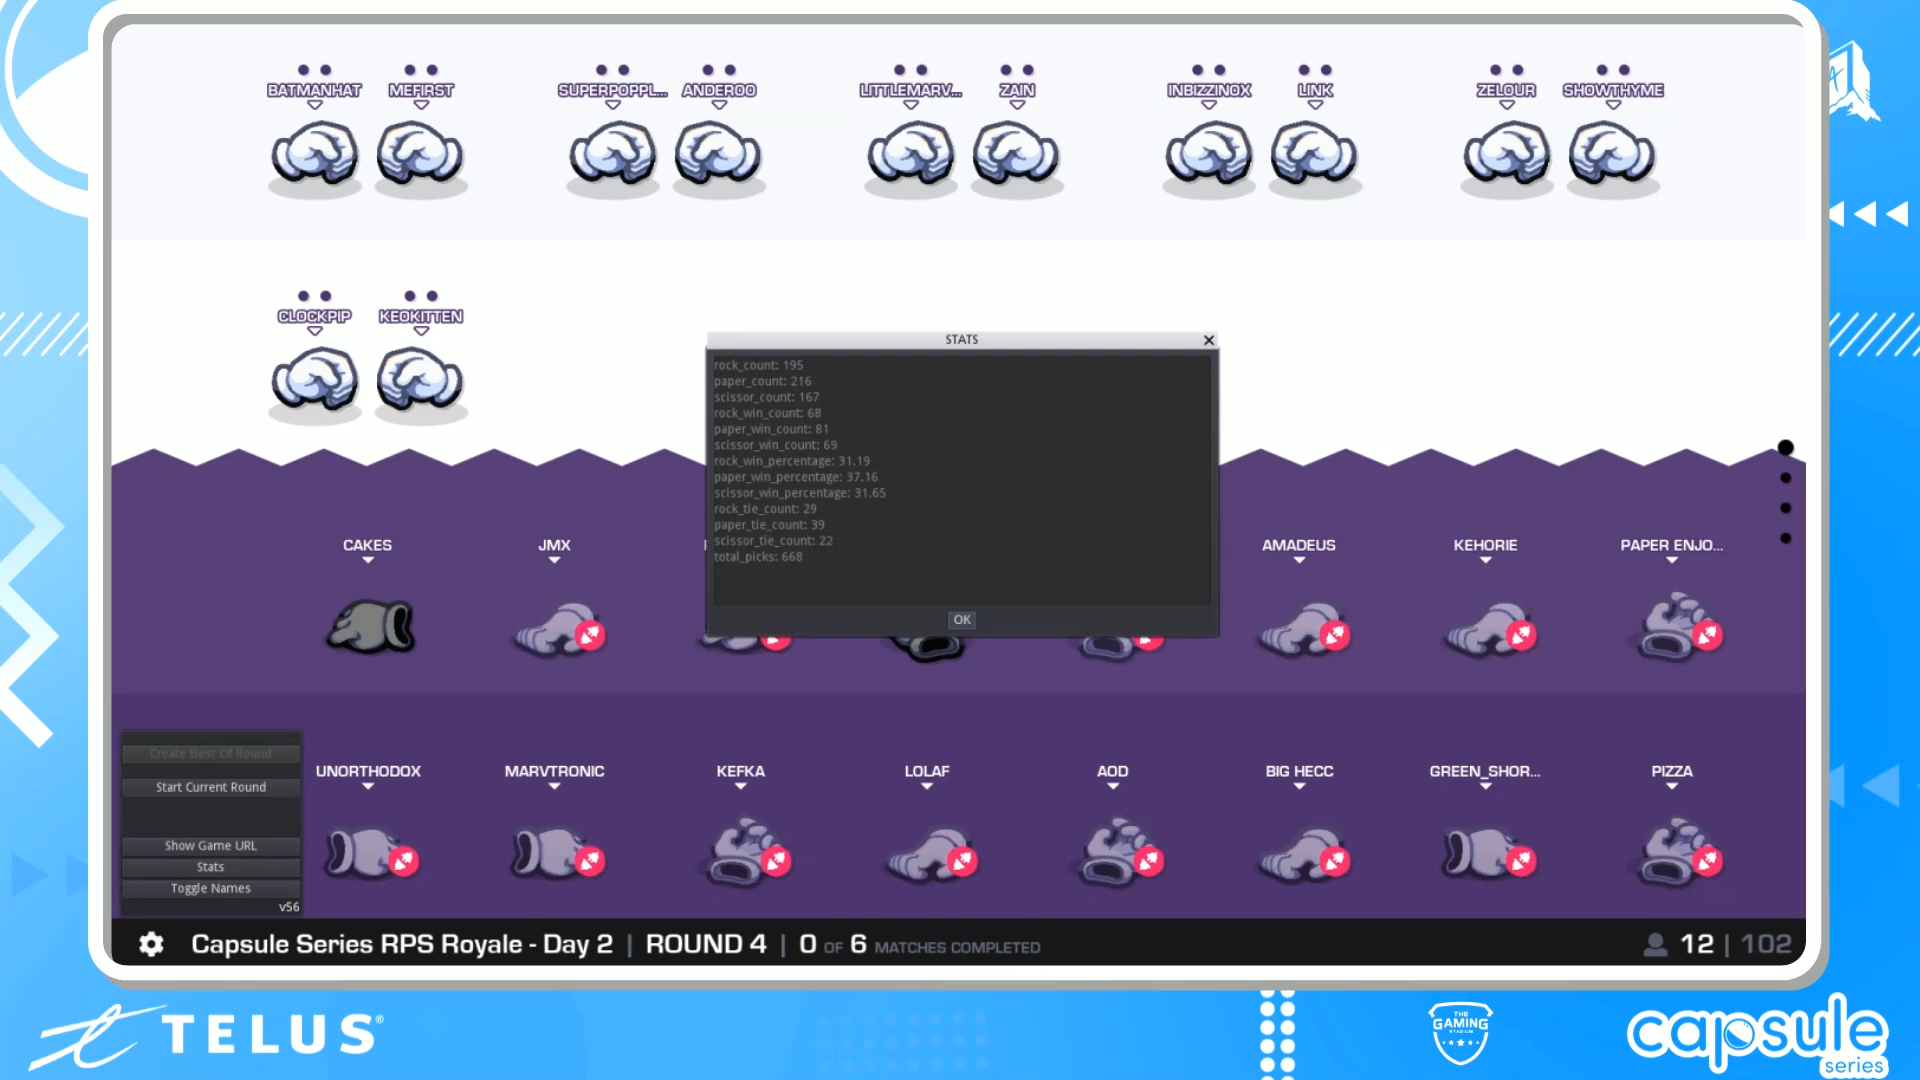 BATMANHAT MEFIRST SUPERPOPPL... ANDEROO LITTLEMARV... ZAIN INBIZZINOX LINK ZELOUR SHOWTHYME
CLOCKPIP KEOKITTEN
STATS
rock_count: 195
paper_count: 216
scissor_count: 167
rock_win_count: 68
paper_win_count: 81
scissor_win_count: 69
rock_win_percentage: 31.19
paper_win_percentage: 37.16
scissor_win_percentage: 31.65
rock_tie_count: 29
paper_tie_count: 39
scissor_tie_count: 22
total_picks: 668
OK
CAKES JMX AMADEUS KEHORIE PAPER ENJO...
UNORTHODOX MARVTRONIC KEFKA LOLAF AOD BIG HECC GREEN_SHOR... PIZZA
Create Best Of Round
Start Current Round
Show Game URL
Stats
Toggle Names
v56
Capsule Series RPS Royale - Day 2 | ROUND 4 | 0 OF 6 MATCHES COMPLETED 12 | 102
TELUS®
THE
GAMING
STADIUM
capsule
series